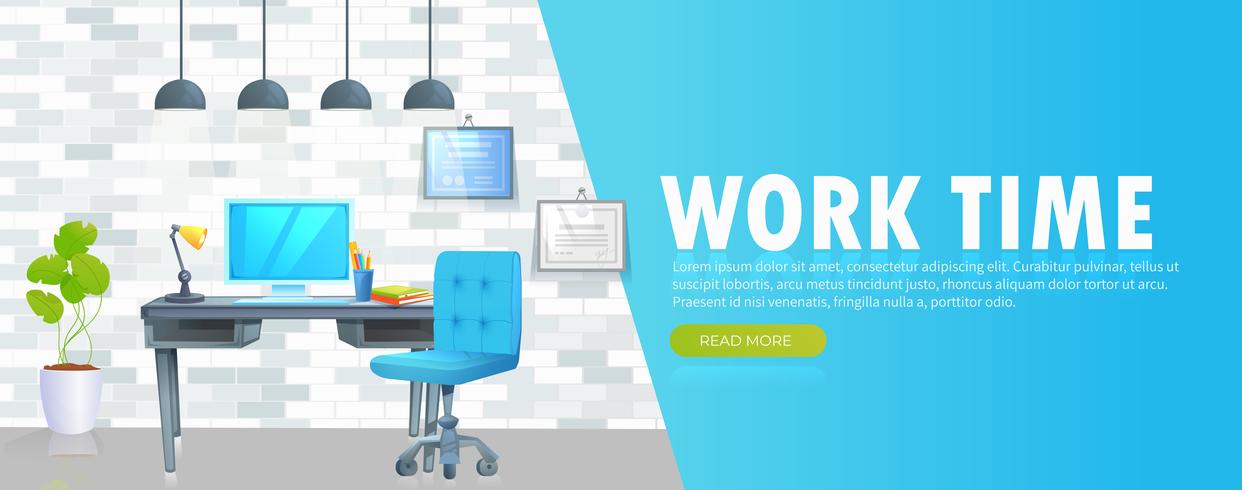 WORK TIME
Lorem ipsum dolor sit amet, consectetur adipiscing elit. Curabitur pulvinar, tellus ut
suscipit lobortis, arcu metus tincidunt justo, rhoncus aliquam dolor tortor ut arcu.
Praesent id nisi venenatis, fringilla nulla a, porttitor odio.
READ MORE